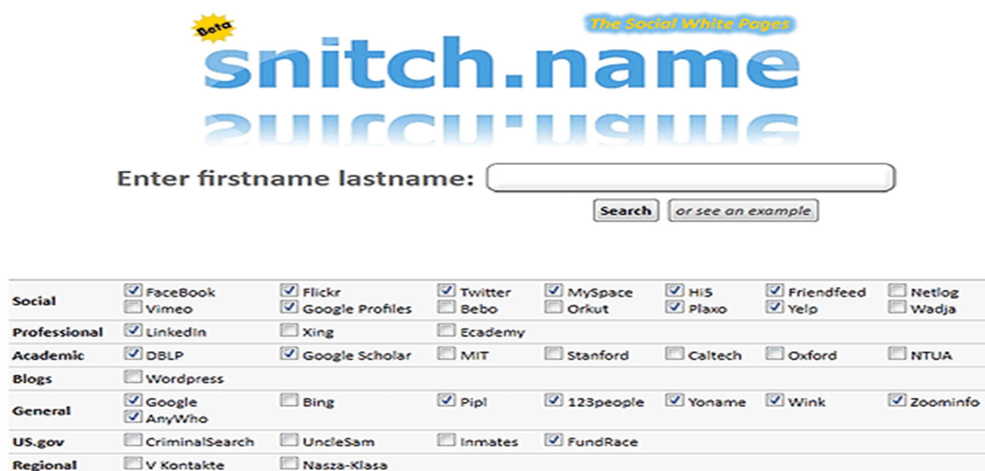 Beta
The Social White Pages
snitch.name
Enter firstname lastname:
Search or see an example
Social FaceBook Flickr Twitter MySpace Hi5 Friendfeed Netlog
Vimeo Google Profiles Bebo Orkut Plaxo Yelp Wadja
Professional LinkedIn Xing Ecademy
Academic DBLP Google Scholar MIT Stanford Caltech Oxford NTUA
Blogs Wordpress
General Google Bing Pipl 123people Yoname Wink Zoominfo
AnyWho
US.gov CriminalSearch UncleSam Inmates FundRace
Regional V Kontakte Nasza-Klasa